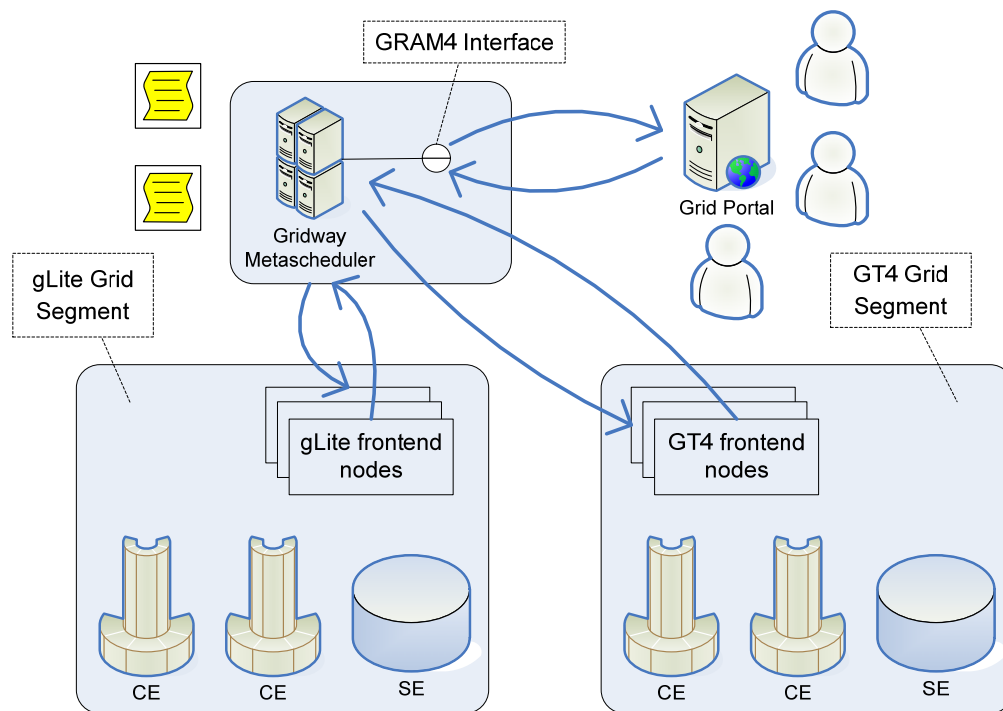 GRAM4 Interface
Grid Portal
Gridway
Metascheduler
gLite Grid
Segment
GT4 Grid
Segment
gLite frontend
nodes
GT4 frontend
nodes
CE
CE
SE
CE
CE
SE